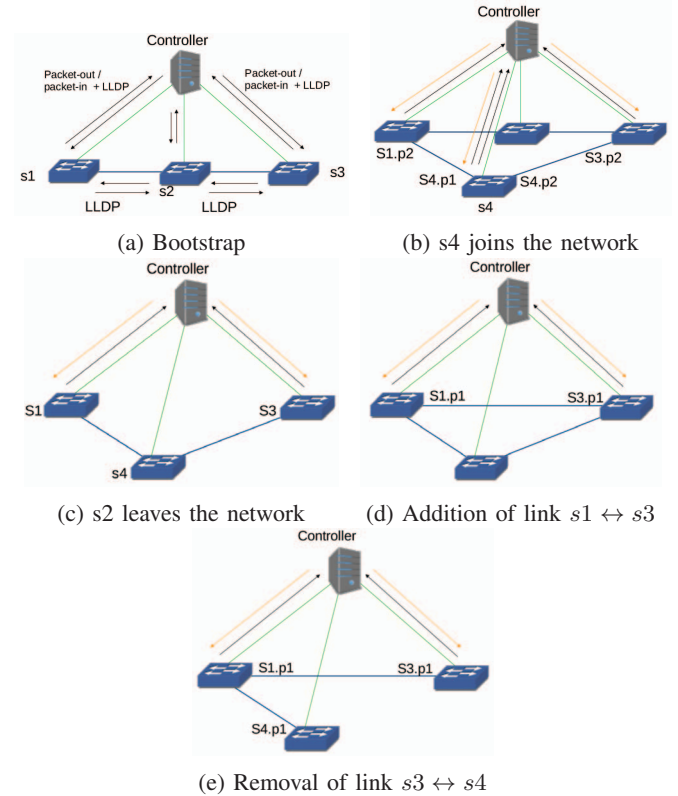 Controller
Packet-out /
packet-in + LLDP
Packet-out /
packet-in + LLDP
s1
s2
s3
LLDP
LLDP
(a) Bootstrap
Controller
S1.p2
S3.p2
S4.p1
S4.p2
s4
(b) s4 joins the network
Controller
S1
S3
s4
(c) s2 leaves the network
Controller
S1.p1
S3.p1
(d) Addition of link s1 ↔ s3
Controller
S1.p1
S3.p1
S4.p1
(e) Removal of link s3 ↔ s4